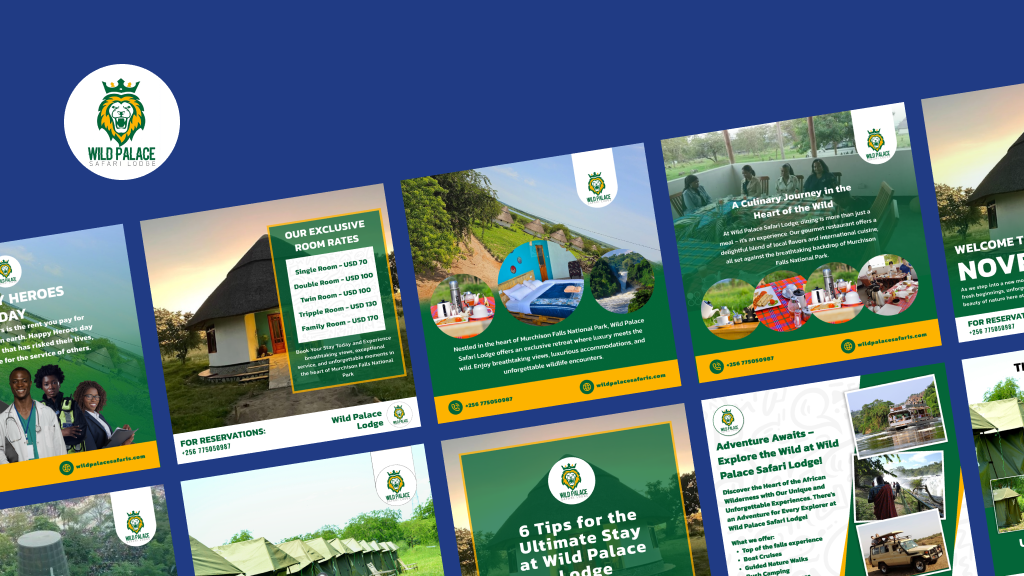 WILD PALACE
SAFARI LODGE
Y HEROES
DAY
is the rent you pay for
on earth. Happy Heroes day
that has risked their lives,
e for the service of others.
wildpalacesafaris.com
OUR EXCLUSIVE
ROOM RATES
Single Room – USD 70
Double Room – USD 100
Twin Room – USD 100
Tripple Room – USD 130
Family Room – USD 170
Book Your Stay Today and Experience
breathtaking views, exceptional
service, and unforgettable moments in
the heart of Murchison Falls National
Park
FOR RESERVATIONS:
+256 775050987
Wild Palace
Lodge
WILD PALACE
Nestled in the heart of Murchison Falls National Park, Wild Palace
Safari Lodge offers an exclusive retreat where luxury meets the
wild. Enjoy breathtaking views, luxurious accommodations, and
unforgettable wildlife encounters.
+256 775050987
wildpalacesafaris.com
WILD PALACE
A Culinary Journey in the
Heart of the Wild
At Wild Palace Safari Lodge, dining is more than just a
meal – it's an experience. Our gourmet restaurant offers a
delightful blend of local flavors and international cuisine,
all set against the breathtaking backdrop of Murchison
Falls National Park.
+256 775050987
wildpalacesafaris.com
WELCOME T
NOVE
As we step into a new mo
fresh beginnings, unforg
beauty of nature here a
FOR RESERVAT
+256 775050987
WILD PALACE
WILD PALACE
WILD PALACE
6 Tips for the
Ultimate Stay
at Wild Palace
Lodge
WILD PALACE
Adventure Awaits –
Explore the Wild at Wild
Palace Safari Lodge!
Discover the Heart of the African
Wilderness with Our Unique and
Unforgettable Experiences. There's
an Adventure for Every Explorer at
Wild Palace Safari Lodge!
What we offer:
• Top of the falls experience
• Boat Cruises
• Guided Nature Walks
• Bush Camping